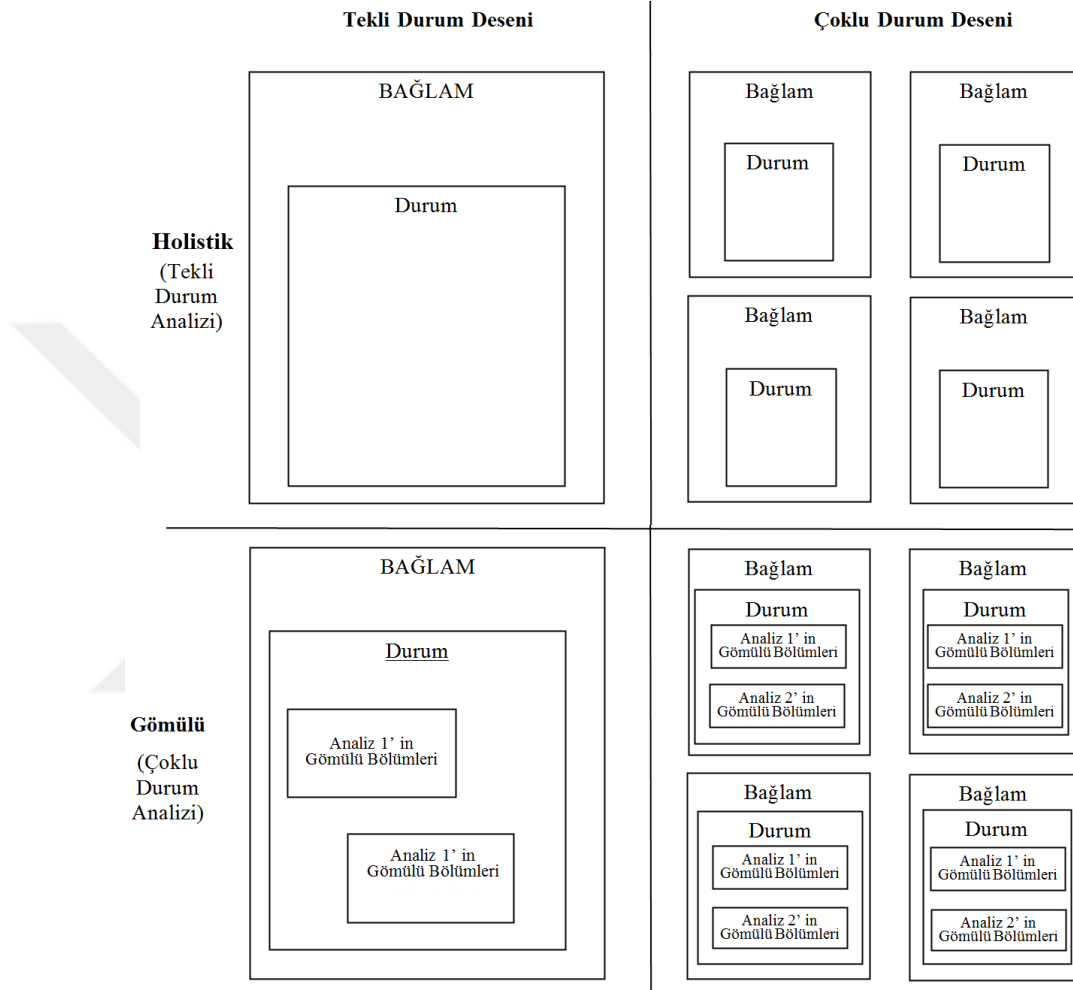 Tekli Durum Deseni
Çoklu Durum Deseni
Holistik
(Tekli
Durum
Analizi)
BAĞLAM
Durum
Bağlam
Durum
Bağlam
Durum
Bağlam
Durum
Bağlam
Durum
Gömülü
(Çoklu
Durum
Analizi)
BAĞLAM
Durum
Analiz 1’ in
Gömülü Bölümleri
Analiz 1’ in
Gömülü Bölümleri
Bağlam
Durum
Analiz 1’ in
Gömülü Bölümleri
Analiz 2’ in
Gömülü Bölümleri
Bağlam
Durum
Analiz 1’ in
Gömülü Bölümleri
Analiz 2’ in
Gömülü Bölümleri
Bağlam
Durum
Analiz 1’ in
Gömülü Bölümleri
Analiz 2’ in
Gömülü Bölümleri
Bağlam
Durum
Analiz 1’ in
Gömülü Bölümleri
Analiz 2’ in
Gömülü Bölümleri